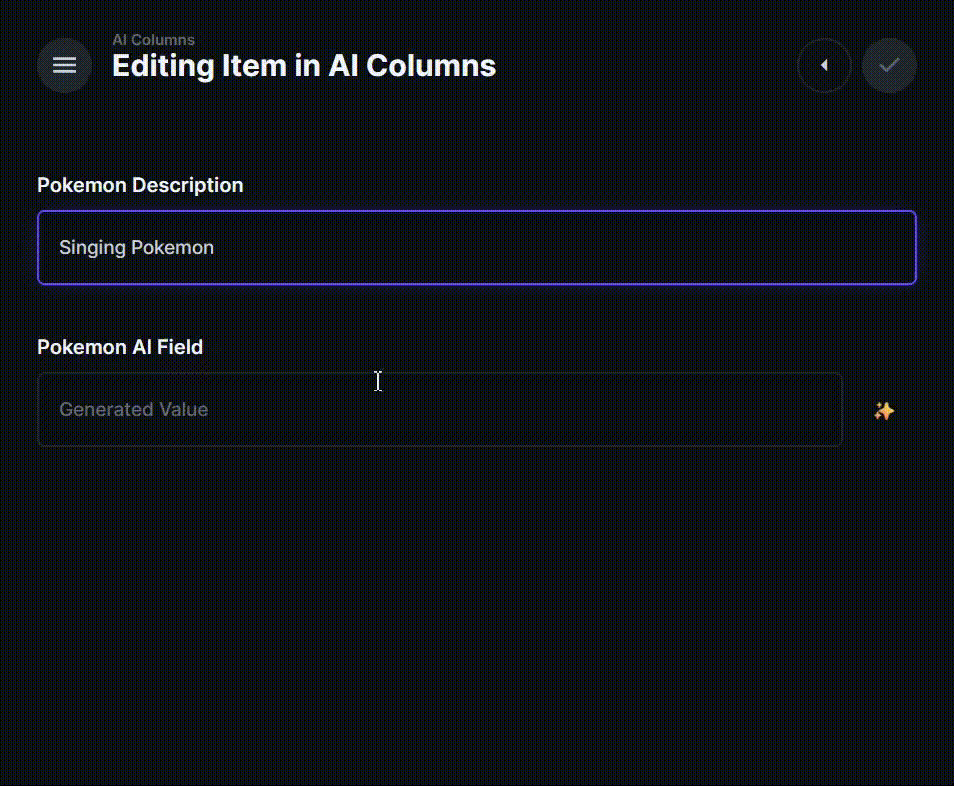 AI Columns
Editing Item in AI Columns
Pokemon Description
Singing Pokemon
Pokemon AI Field
Generated Value